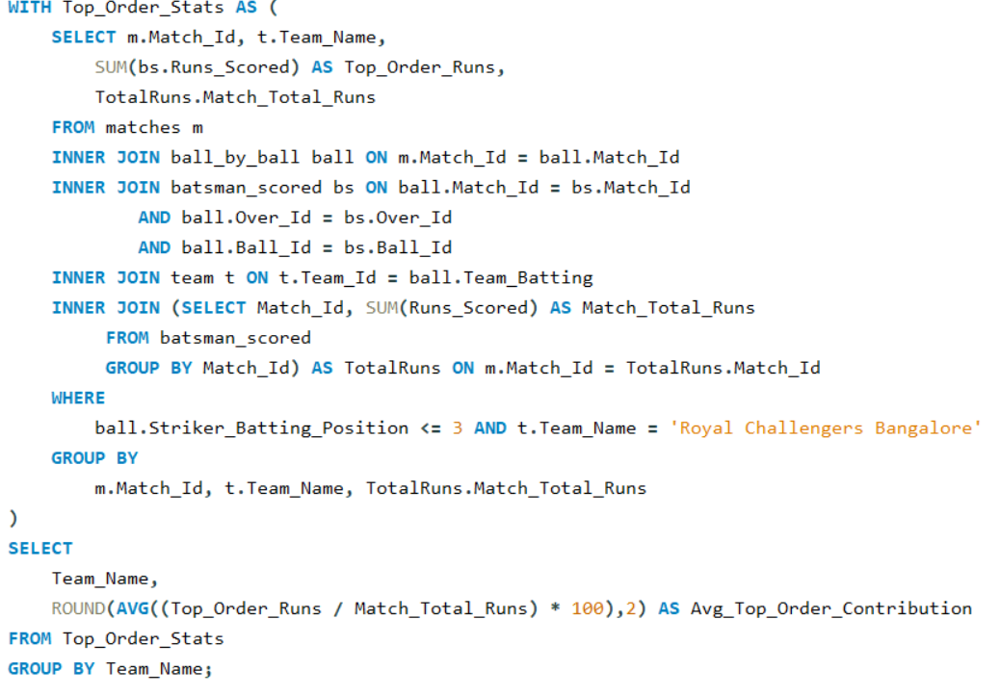 WITH Top_Order_Stats AS (
    SELECT m.Match_Id, t.Team_Name,
        SUM(bs.Runs_Scored) AS Top_Order_Runs,
        TotalRuns.Match_Total_Runs
    FROM matches m
    INNER JOIN ball_by_ball ball ON m.Match_Id = ball.Match_Id
    INNER JOIN batsman_scored bs ON ball.Match_Id = bs.Match_Id
            AND ball.Over_Id = bs.Over_Id
            AND ball.Ball_Id = bs.Ball_Id
    INNER JOIN team t ON t.Team_Id = ball.Team_Batting
    INNER JOIN (SELECT Match_Id, SUM(Runs_Scored) AS Match_Total_Runs
         FROM batsman_scored
         GROUP BY Match_Id) AS TotalRuns ON m.Match_Id = TotalRuns.Match_Id
    WHERE
        ball.Striker_Batting_Position <= 3 AND t.Team_Name = 'Royal Challengers Bangalore'
    GROUP BY
        m.Match_Id, t.Team_Name, TotalRuns.Match_Total_Runs
)
SELECT
    Team_Name,
    ROUND(AVG((Top_Order_Runs / Match_Total_Runs) * 100),2) AS Avg_Top_Order_Contribution
FROM Top_Order_Stats
GROUP BY Team_Name;